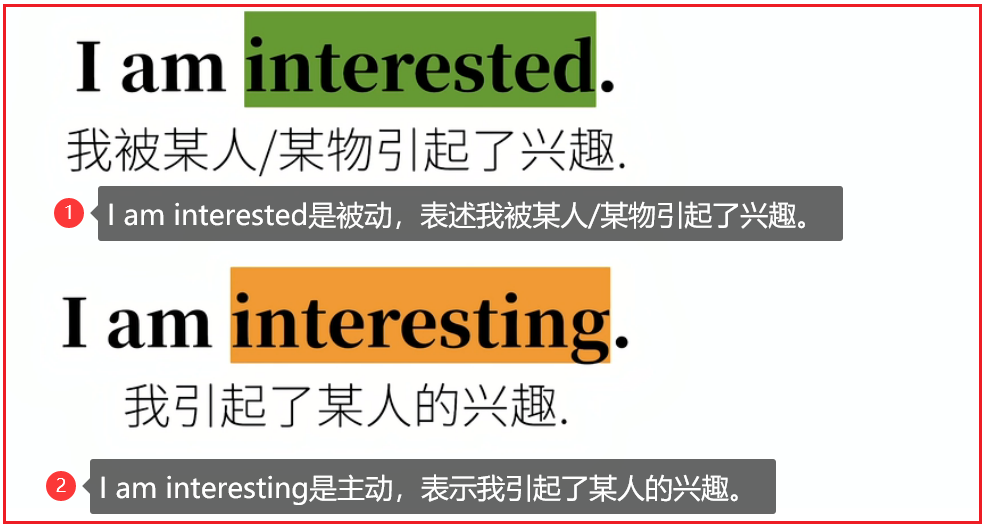 I am interested.
我被某人/某物引起了兴趣.
1 I am interested是被动，表述我被某人/某物引起了兴趣。
I am interesting.
我引起了某人的兴趣.
2 I am interesting是主动，表示我引起了某人的兴趣。